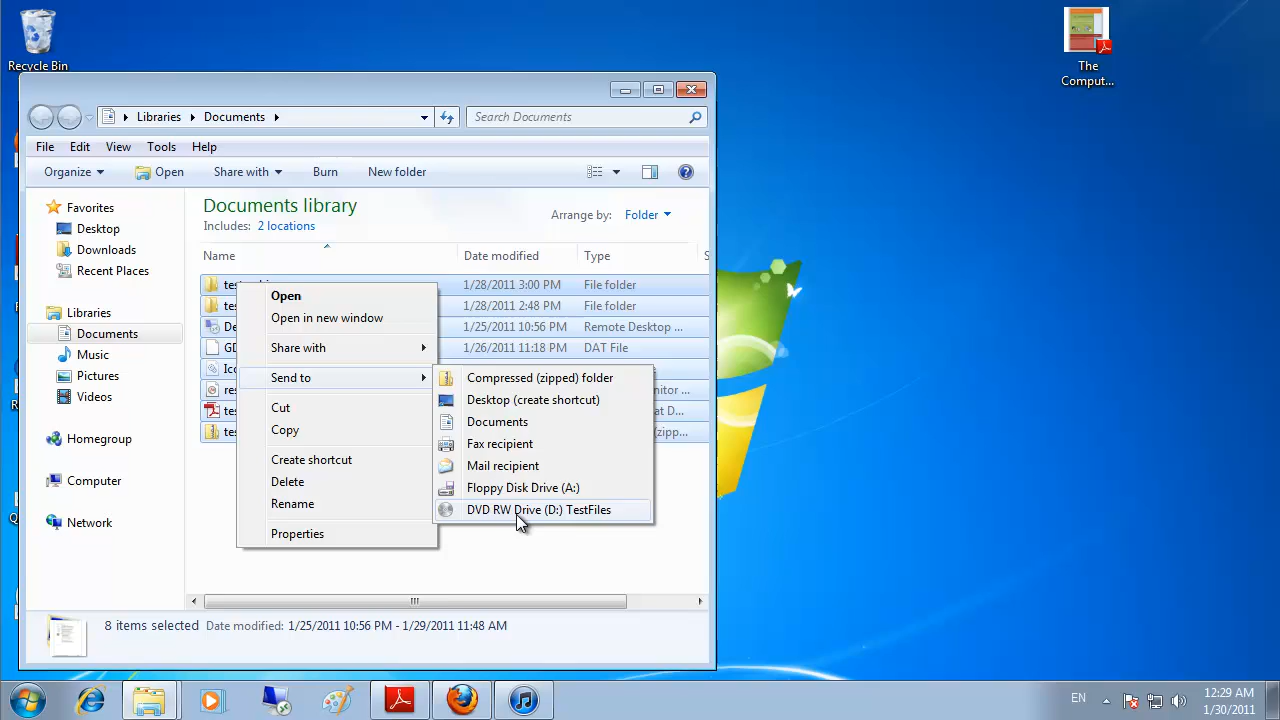 Recycle Bin
The
Comput...
Libraries
Documents
Search Documents
File
Edit
View
Tools
Help
Organize
Open
Share with
Burn
New folder
Favorites
Desktop
Downloads
Recent Places
Libraries
Documents
Music
Pictures
Videos
Homegroup
Computer
Network
Documents library
Includes: 2 locations
Arrange by: Folder
Name
Date modified
Type
1/28/2011 3:00 PM File folder
1/28/2011 2:48 PM File folder
1/25/2011 10:56 PM Remote Desktop ...
1/26/2011 11:18 PM DAT File
Open
Open in new window
Share with
Send to
Cut
Copy
Create shortcut
Delete
Rename
Properties
Compressed (zipped) folder
Desktop (create shortcut)
Documents
Fax recipient
Mail recipient
Floppy Disk Drive (A:)
DVD RW Drive (D:) TestFiles
8 items selected Date modified: 1/25/2011 10:56 PM - 1/29/2011 11:48 AM
EN
12:29 AM
1/30/2011